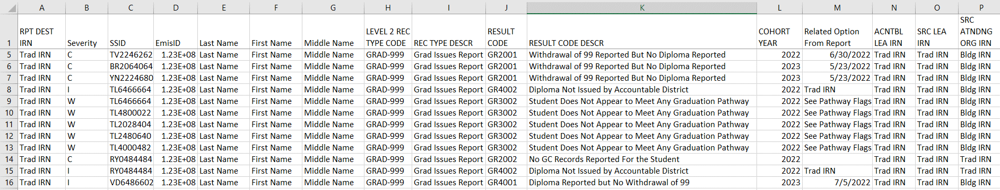 A B C D E F G H I J K L M N O P
1 RPT DEST IRN Severity SSID EmisID Last Name First Name Middle Name LEVEL 2 REC TYPE CODE REC TYPE DESCR RESULT CODE RESULT CODE DESCR COHORT YEAR Related Option From Report ACNTBL LEA IRN SRC LEA IRN SRC ATNDNG ORG IRN
5 Trad IRN C TV2246262 1.23E+08 Last Name First Name Middle Name GRAD-999 Grad Issues Report GR2001 Withdrawal of 99 Reported But No Diploma Reported 2022 6/30/2022 Trad IRN Trad IRN Bldg IRN
6 Trad IRN C BR2064064 1.23E+08 Last Name First Name Middle Name GRAD-999 Grad Issues Report GR2001 Withdrawal of 99 Reported But No Diploma Reported 2023 5/23/2022 Trad IRN Trad IRN Bldg IRN
7 Trad IRN C YN2224680 1.23E+08 Last Name First Name Middle Name GRAD-999 Grad Issues Report GR2001 Withdrawal of 99 Reported But No Diploma Reported 2023 5/23/2022 Trad IRN Trad IRN Bldg IRN
8 Trad IRN I TL6466664 1.23E+08 Last Name First Name Middle Name GRAD-999 Grad Issues Report GR4002 Diploma Not Issued by Accountable District 2022 Trad IRN Trad IRN Trad IRN Bldg IRN
9 Trad IRN W TL6466664 1.23E+08 Last Name First Name Middle Name GRAD-999 Grad Issues Report GR3002 Student Does Not Appear to Meet Any Graduation Pathway 2022 See Pathway Flags Trad IRN Trad IRN Bldg IRN
10 Trad IRN W TL4800022 1.23E+08 Last Name First Name Middle Name GRAD-999 Grad Issues Report GR3002 Student Does Not Appear to Meet Any Graduation Pathway 2022 See Pathway Flags Trad IRN Trad IRN Bldg IRN
11 Trad IRN W TL2028404 1.23E+08 Last Name First Name Middle Name GRAD-999 Grad Issues Report GR3002 Student Does Not Appear to Meet Any Graduation Pathway 2022 See Pathway Flags Trad IRN Trad IRN Bldg IRN
12 Trad IRN W TL2480640 1.23E+08 Last Name First Name Middle Name GRAD-999 Grad Issues Report GR3002 Student Does Not Appear to Meet Any Graduation Pathway 2022 See Pathway Flags Trad IRN Trad IRN Bldg IRN
13 Trad IRN W TL4000482 1.23E+08 Last Name First Name Middle Name GRAD-999 Grad Issues Report GR3002 Student Does Not Appear to Meet Any Graduation Pathway 2022 See Pathway Flags Trad IRN Trad IRN Bldg IRN
14 Trad IRN C RY0484484 1.23E+08 Last Name First Name Middle Name GRAD-999 Grad Issues Report GR2002 No GC Records Reported For the Student 2022 Trad IRN Trad IRN Trad IRN
15 Trad IRN I RY0484484 1.23E+08 Last Name First Name Middle Name GRAD-999 Grad Issues Report GR4002 Diploma Not Issued by Accountable District 2022 Trad IRN Trad IRN Trad IRN Trad IRN
16 Trad IRN I VD6486602 1.23E+08 Last Name First Name Middle Name GRAD-999 Grad Issues Report GR4001 Diploma Reported but No Withdrawal of 99 2023 7/5/2022 Trad IRN Trad IRN Bldg IRN